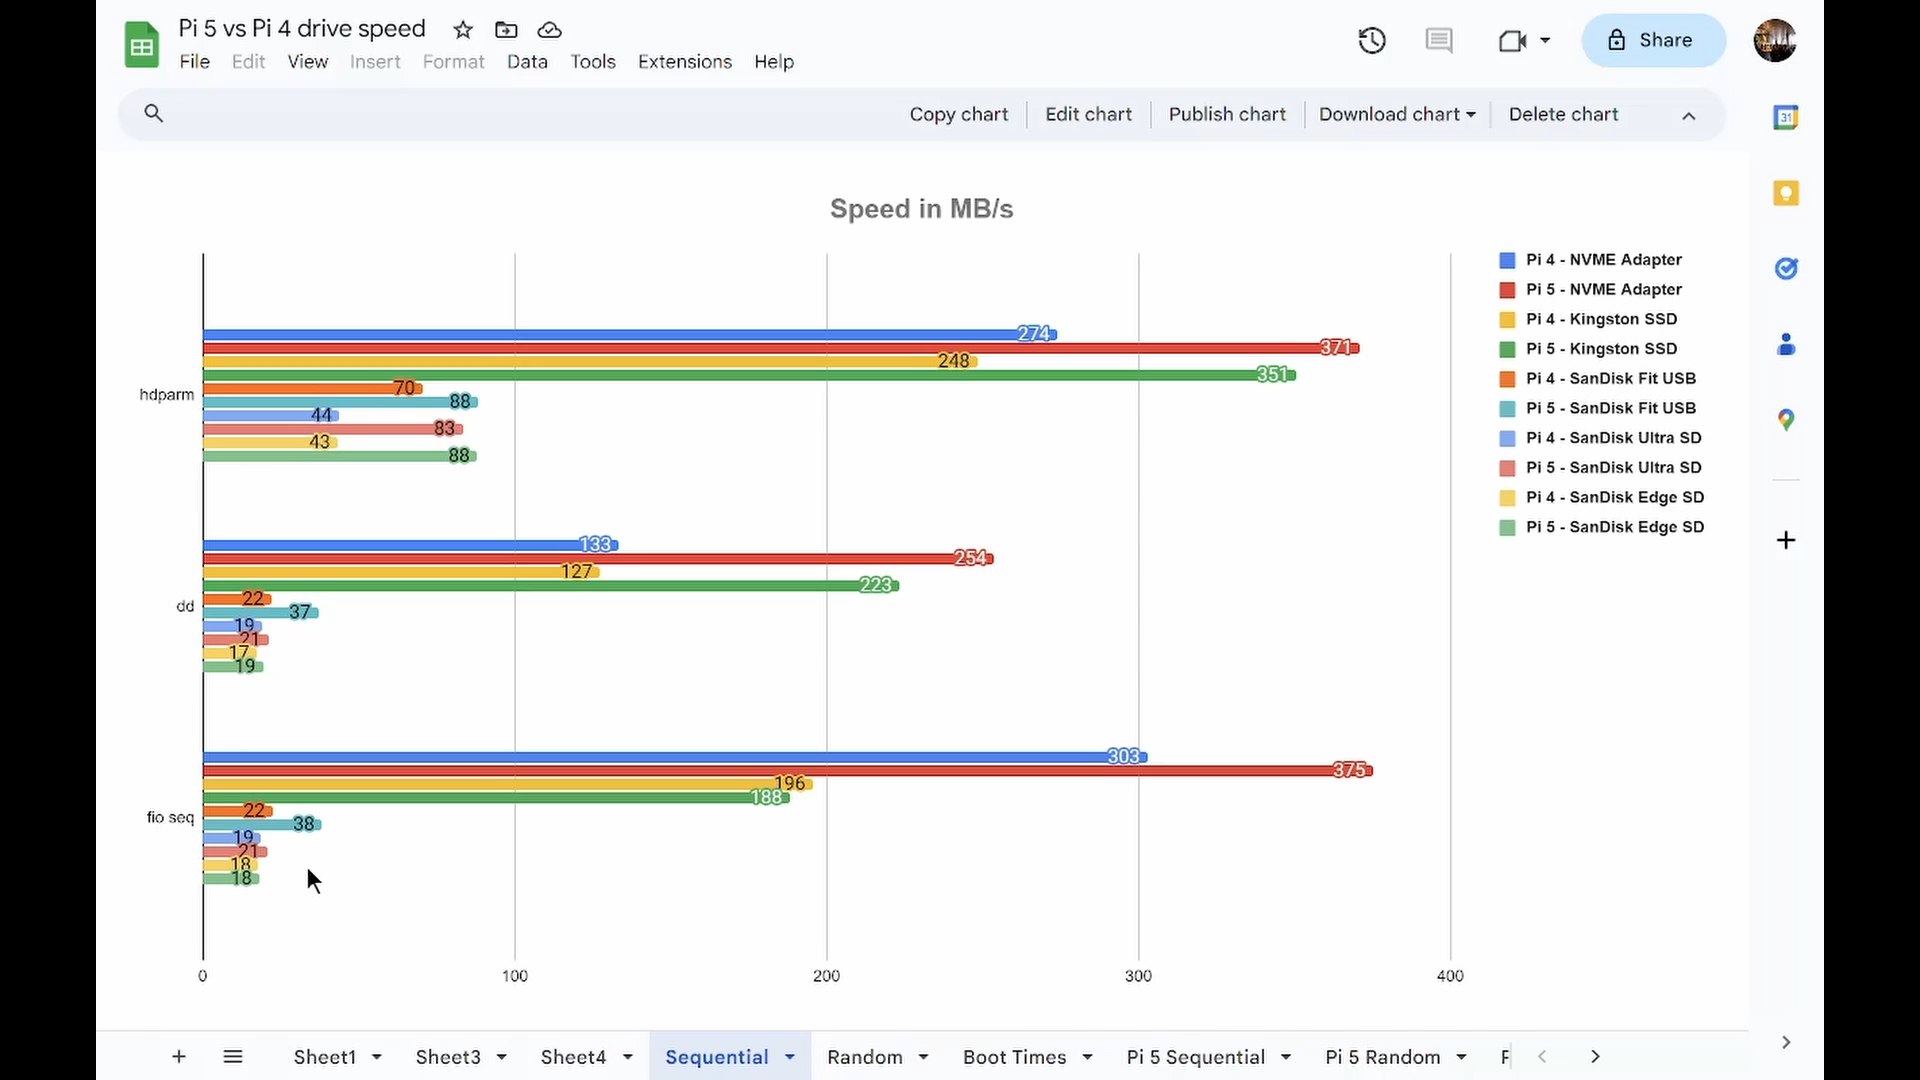 Pi 5 vs Pi 4 drive speed
File Edit View Insert Format Data Tools Extensions Help
Share
Copy chart Edit chart Publish chart Download chart Delete chart
31
Speed in MB/s
Pi 4 - NVME Adapter
Pi 5 - NVME Adapter
Pi 4 - Kingston SSD
Pi 5 - Kingston SSD
Pi 4 - SanDisk Fit USB
Pi 5 - SanDisk Fit USB
Pi 4 - SanDisk Ultra SD
Pi 5 - SanDisk Ultra SD
Pi 4 - SanDisk Edge SD
Pi 5 - SanDisk Edge SD
hdparm
274
371
248
351
70
88
44
83
43
88
dd
133
254
127
223
22
37
19
21
17
19
fio seq
303
375
196
188
22
38
19
21
18
18
0 100 200 300 400
Sheet1 Sheet3 Sheet4 Sequential Random Boot Times Pi 5 Sequential Pi 5 Random